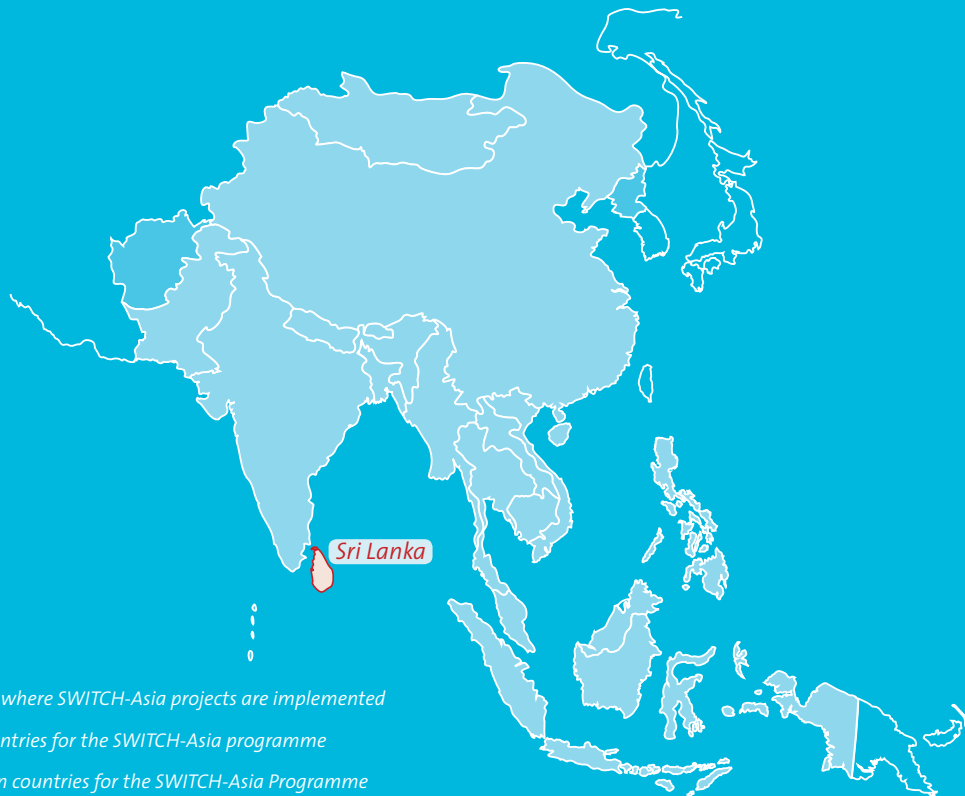 Sri Lanka
where SWITCH-Asia projects are implemented
ntries for the SWITCH-Asia programme
n countries for the SWITCH-Asia Programme